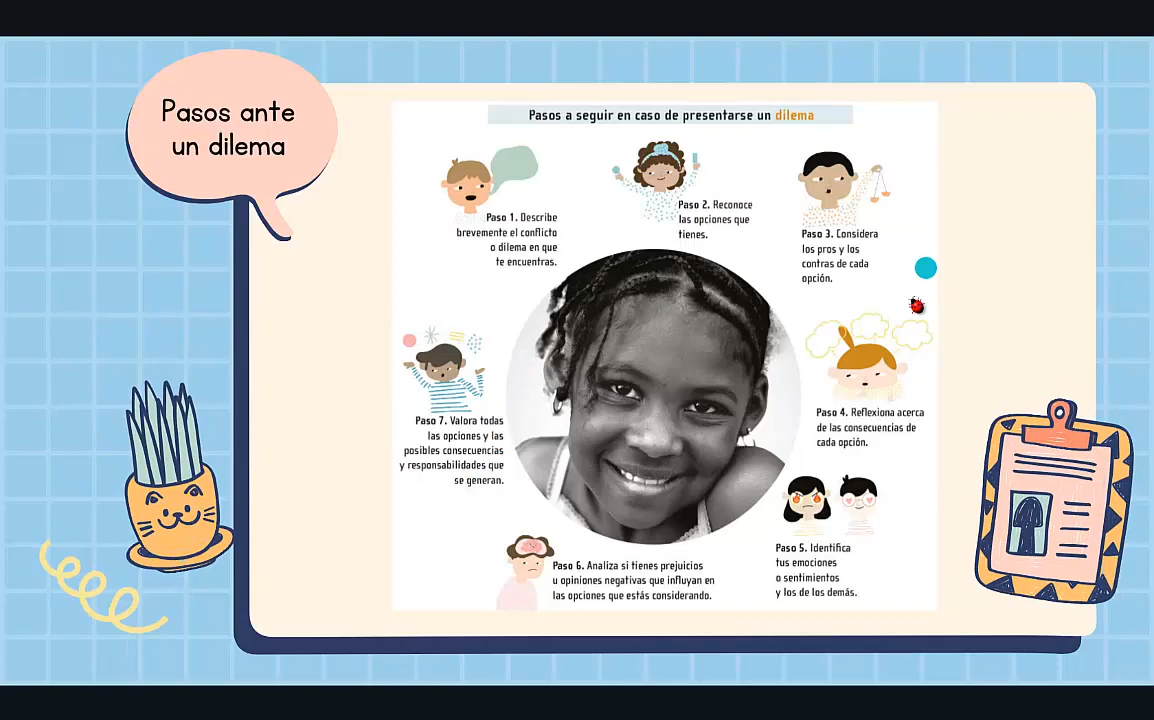 Pasos ante
un dilema
Pasos a seguir en caso de presentarse un dilema
Paso 1. Describe
brevemente el conflicto
o dilema en que
te encuentras.
Paso 2. Reconoce
las opciones que
tienes.
Paso 3. Considera
los pros y los
contras de cada
opción.
Paso 4. Reflexiona acerca
de las consecuencias de
cada opción.
Paso 5. Identifica
tus emociones
o sentimientos
y los de los demás.
Paso 6. Analiza si tienes prejuicios
u opiniones negativas que influyan en
las opciones que estás considerando.
Paso 7. Valora todas
las opciones y las
posibles consecuencias
y responsabilidades que
se generan.